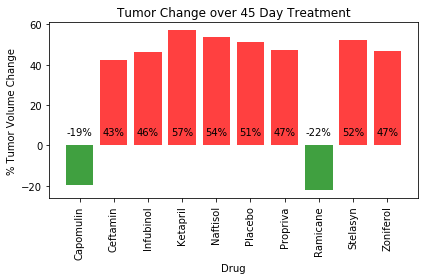 Tumor Change over 45 Day Treatment
% Tumor Volume Change
60
40
20
0
−20
-19%
43%
46%
57%
54%
51%
47%
-22%
52%
47%
Capomulin
Ceftamin
Infubinol
Ketapril
Naftisol
Placebo
Propriva
Ramicane
Stelasyn
Zoniferol
Drug